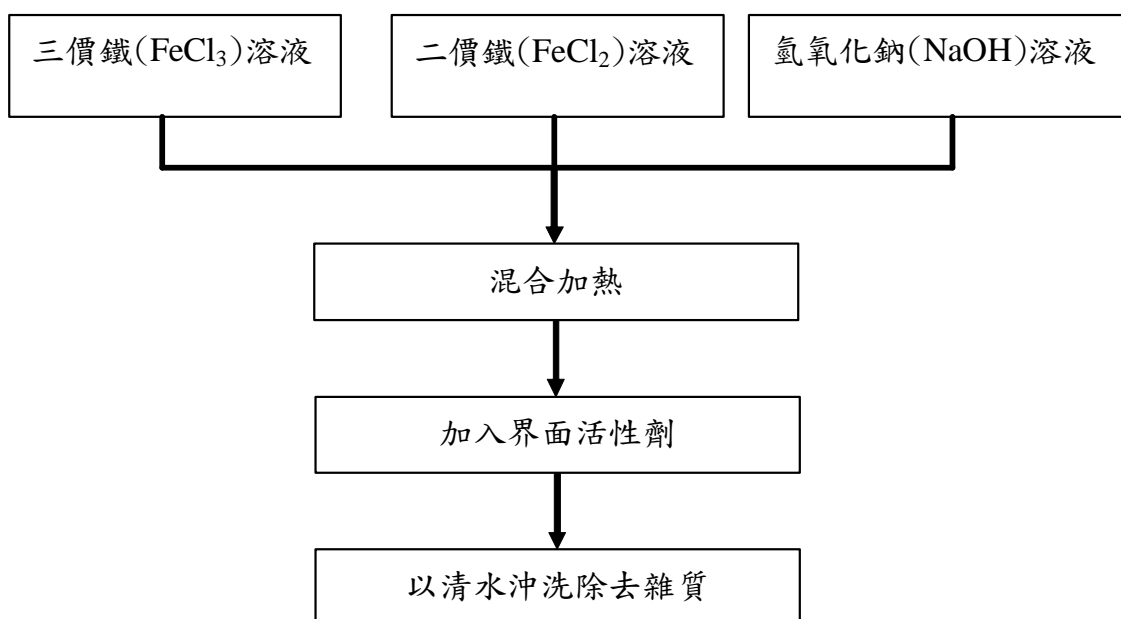 三價鐵(FeCl₃)溶液
二價鐵(FeCl₂)溶液
氫氧化鈉(NaOH)溶液
混合加熱
加入界面活性劑
以清水沖洗除去雜質